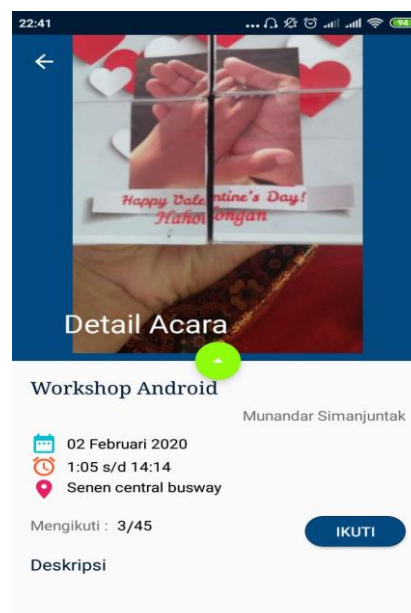 22:41
94
Happy Valentine's Day!
Detail Acara
Workshop Android
Munandar Simanjuntak
02 Februari 2020
1:05 s/d 14:14
Senen central busway
Mengikuti : 3/45
IKUTI
Deskripsi